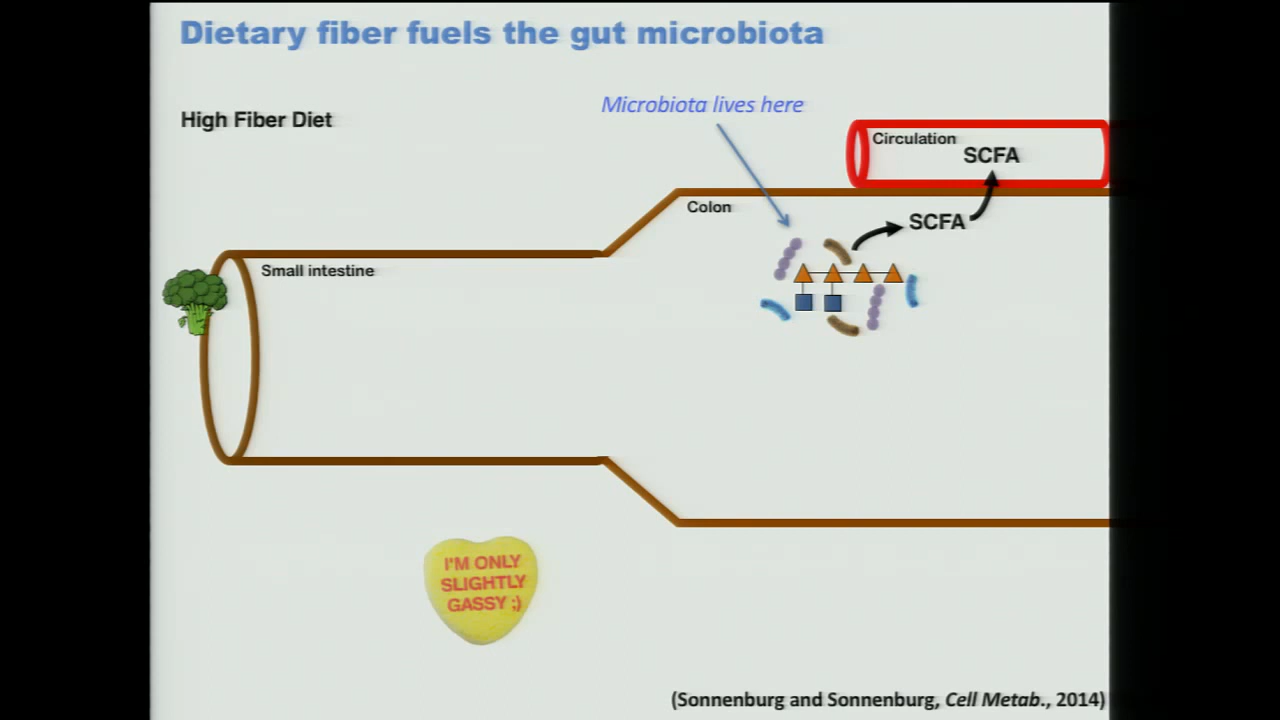 Dietary fiber fuels the gut microbiota
Microbiota lives here
High Fiber Diet
Circulation
SCFA
Colon
SCFA
Small intestine
I'M ONLY
SLIGHTLY
GASSY ;)
(Sonnenburg and Sonnenburg, Cell Metab., 2014)